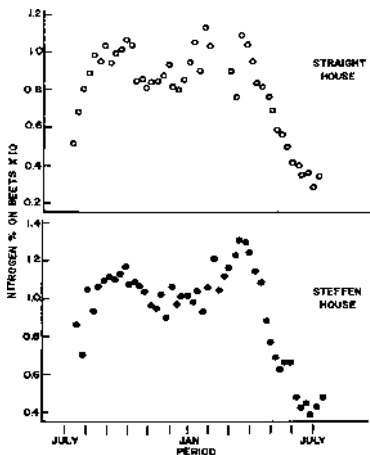 1.2
1.0
0.8
0.6
0.4
0.2
STRAIGHT
HOUSE
NITROGEN % ON BEETS X10
1.4
1.2
1.0
0.8
0.6
0.4
STEFFEN
HOUSE
JULY JAN JULY
PERIOD